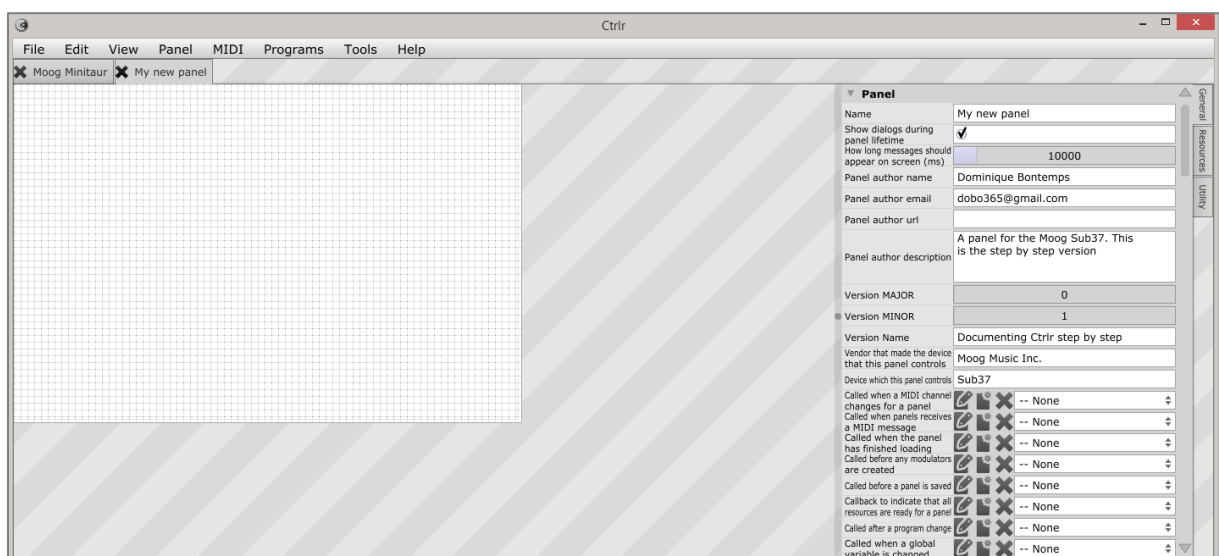 Ctrlr
File Edit View Panel MIDI Programs Tools Help
Moog Minitaur My new panel
Panel
Name My new panel
Show dialogs during
panel lifetime
How long messages should
appear on screen (ms) 10000
Panel author name Dominique Bontemps
Panel author email dobo365@gmail.com
Panel author url
Panel author description A panel for the Moog Sub37. This
is the step by step version
Version MAJOR 0
Version MINOR 1
Version Name Documenting Ctrlr step by step
Vendor that made the device
that this panel controls Moog Music Inc.
Device which this panel controls Sub37
Called when a MIDI channel
changes for a panel -- None
Called when panels receives
a MIDI message -- None
Called when the panel
has finished loading -- None
Called before any modulators
are created -- None
Called before a panel is saved -- None
Callback to indicate that all
resources are ready for a panel -- None
Called after a program change -- None
Called when a global
variable is changed -- None
General
Resources
Utility